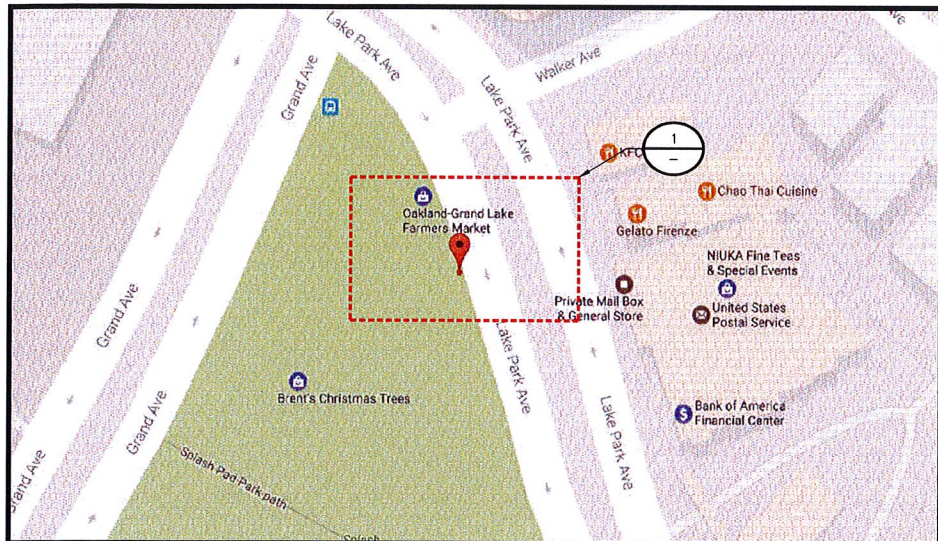 Lake Park Ave
Grand Ave
Walker Ave
Lake Park Ave
1
KFC
–
Chao Thai Cuisine
Oakland-Grand Lake
Farmers Market
Gelato Firenze
NIUKA Fine Teas
& Special Events
Grand Ave
Private Mail Box
& General Store
United States
Postal Service
Lake Park Ave
Brent's Christmas Trees
Grand Ave
Lake Park Ave
Bank of America
Financial Center
Grand Ave
Splash Pad Park path
Splash